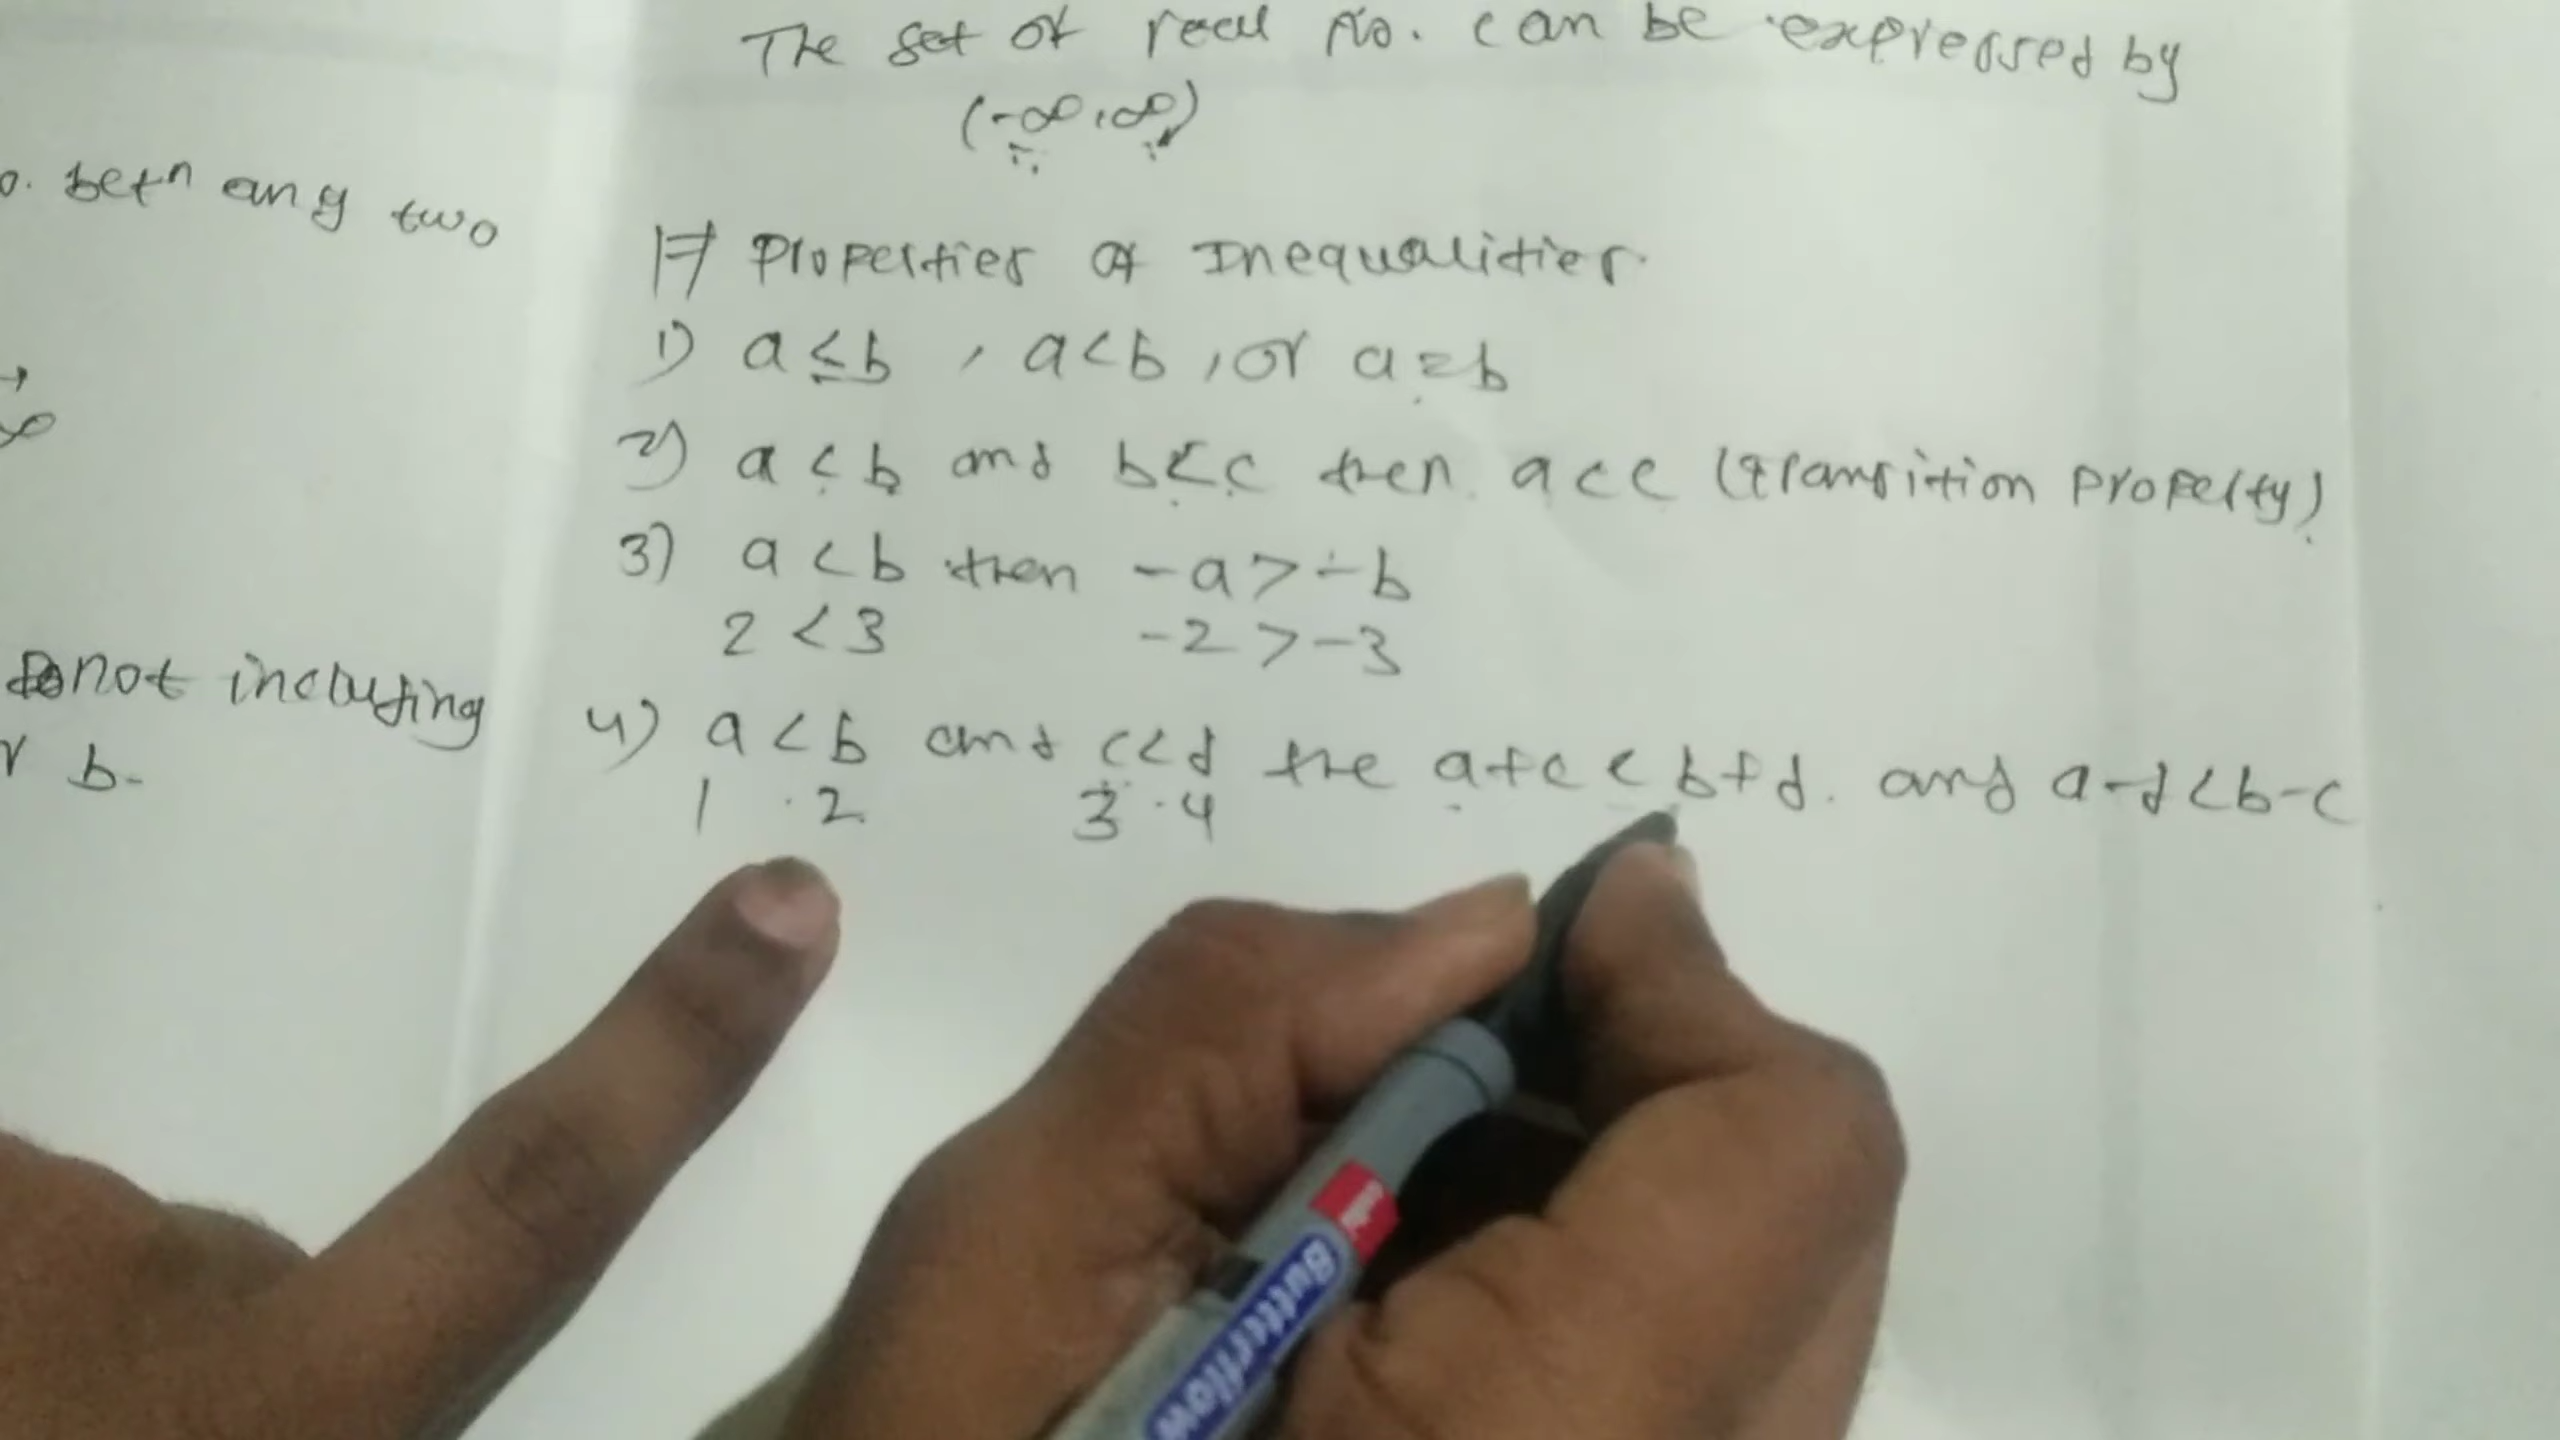 The set of real no. can be expressed by
(-∞,∞)
o. betn any two
∞
not including
r b.
# Properties of Inequalities.
1) a ≤ b , a < b , or a = b
2) a < b and b < c then a < c (transition property)
3) a < b then -a > -b
2 < 3 -2 > -3
4) a < b and c < d the a+c < b+d. and a-d < b-c
1 2 3 4
1
Butterflow